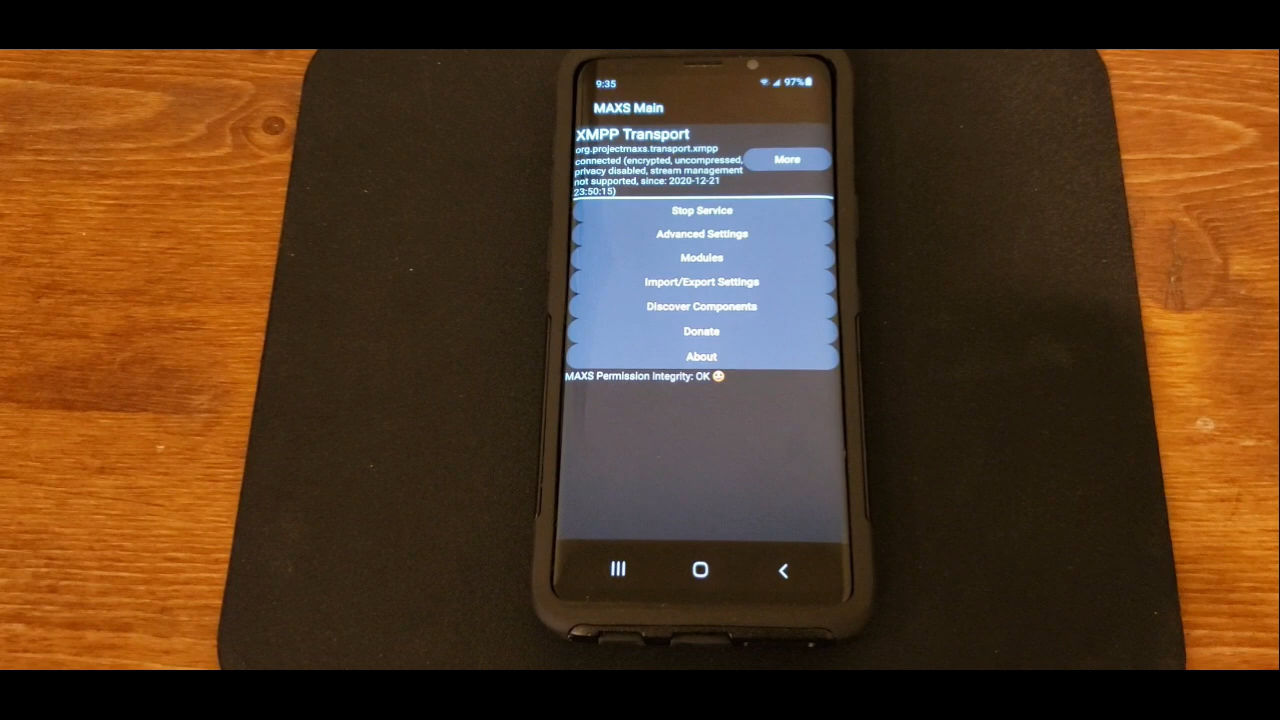 9:35
97%
MAXS Main
XMPP Transport
org.projectmaxs.transport.xmpp
connected (encrypted, uncompressed,
privacy disabled, stream management
not supported, since: 2020-12-21
23:50:15)
More
Stop Service
Advanced Settings
Modules
Import/Export Settings
Discover Components
Donate
About
MAXS Permission Integrity: OK 😀